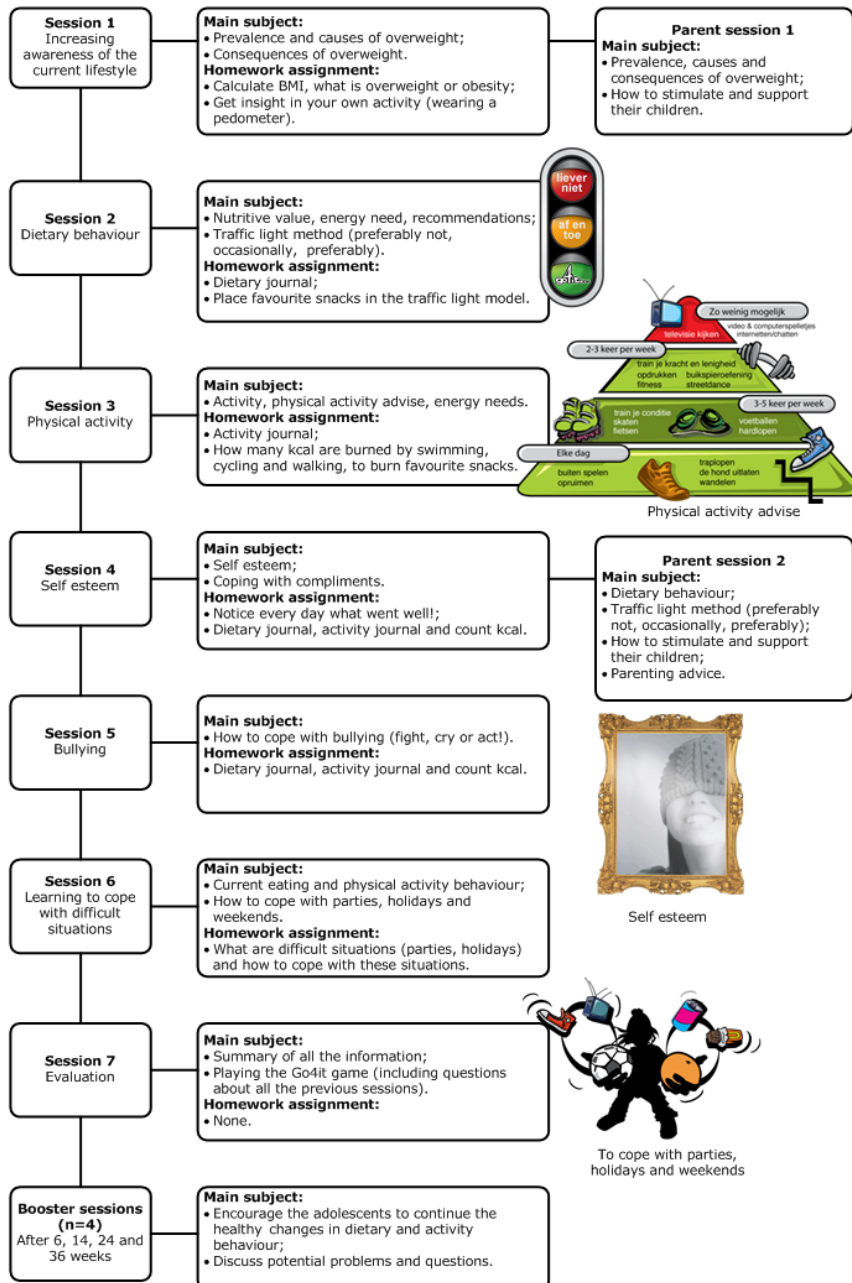 Session 1
Increasing
awareness of the
current lifestyle
Main subject:
• Prevalence and causes of overweight;
• Consequences of overweight.
Homework assignment:
• Calculate BMI, what is overweight or obesity;
• Get insight in your own activity (wearing a
pedometer).
Parent session 1
Main subject:
• Prevalence, causes and
consequences of overweight;
• How to stimulate and support
their children.
Session 2
Dietary behaviour
Main subject:
• Nutritive value, energy need, recommendations;
• Traffic light method (preferably not,
occasionally, preferably).
Homework assignment:
• Dietary journal;
• Place favourite snacks in the traffic light model.
liever
niet
af en
toe
Session 3
Physical activity
Main subject:
• Activity, physical activity advise, energy needs.
Homework assignment:
• Activity journal;
• How many kcal are burned by swimming,
cycling and walking, to burn favourite snacks.
Zo weinig mogelijk
televisie kijken
video & computerspelletjes
internetten/chatten
2-3 keer per week
train je kracht en lenigheid
opdrukken buikspieroefening
fitness streetdance
3-5 keer per week
train je conditie
skaten
fietsen
voetballen
hardlopen
Elke dag
buiten spelen
opruimen
traplopen
de hond uitlaten
wandelen
Physical activity advise
Session 4
Self esteem
Main subject:
• Self esteem;
• Coping with compliments.
Homework assignment:
• Notice every day what went well!;
• Dietary journal, activity journal and count kcal.
Parent session 2
Main subject:
• Dietary behaviour;
• Traffic light method (preferably
not, occasionally, preferably);
• How to stimulate and support
their children;
• Parenting advice.
Session 5
Bullying
Main subject:
• How to cope with bullying (fight, cry or act!).
Homework assignment:
• Dietary journal, activity journal and count kcal.
Self esteem
Session 6
Learning to cope
with difficult
situations
Main subject:
• Current eating and physical activity behaviour;
• How to cope with parties, holidays and
weekends.
Homework assignment:
• What are difficult situations (parties, holidays)
and how to cope with these situations.
Session 7
Evaluation
Main subject:
• Summary of all the information;
• Playing the Go4it game (including questions
about all the previous sessions).
Homework assignment:
• None.
To cope with parties,
holidays and weekends
Booster sessions
(n=4)
After 6, 14, 24 and
36 weeks
Main subject:
• Encourage the adolescents to continue the
healthy changes in dietary and activity
behaviour;
• Discuss potential problems and questions.